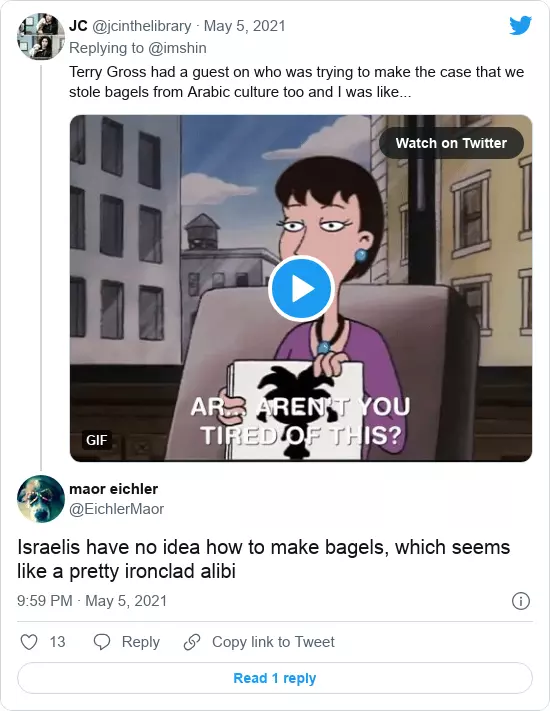 JC @jcinthelibrary · May 5, 2021
Replying to @imshin
Terry Gross had a guest on who was trying to make the case that we
stole bagels from Arabic culture too and I was like...
Watch on Twitter
AR... AREN'T YOU
TIRED OF THIS?
GIF
maor eichler
@EichlerMaor
Israelis have no idea how to make bagels, which seems
like a pretty ironclad alibi
9:59 PM · May 5, 2021
13 Reply Copy link to Tweet
Read 1 reply